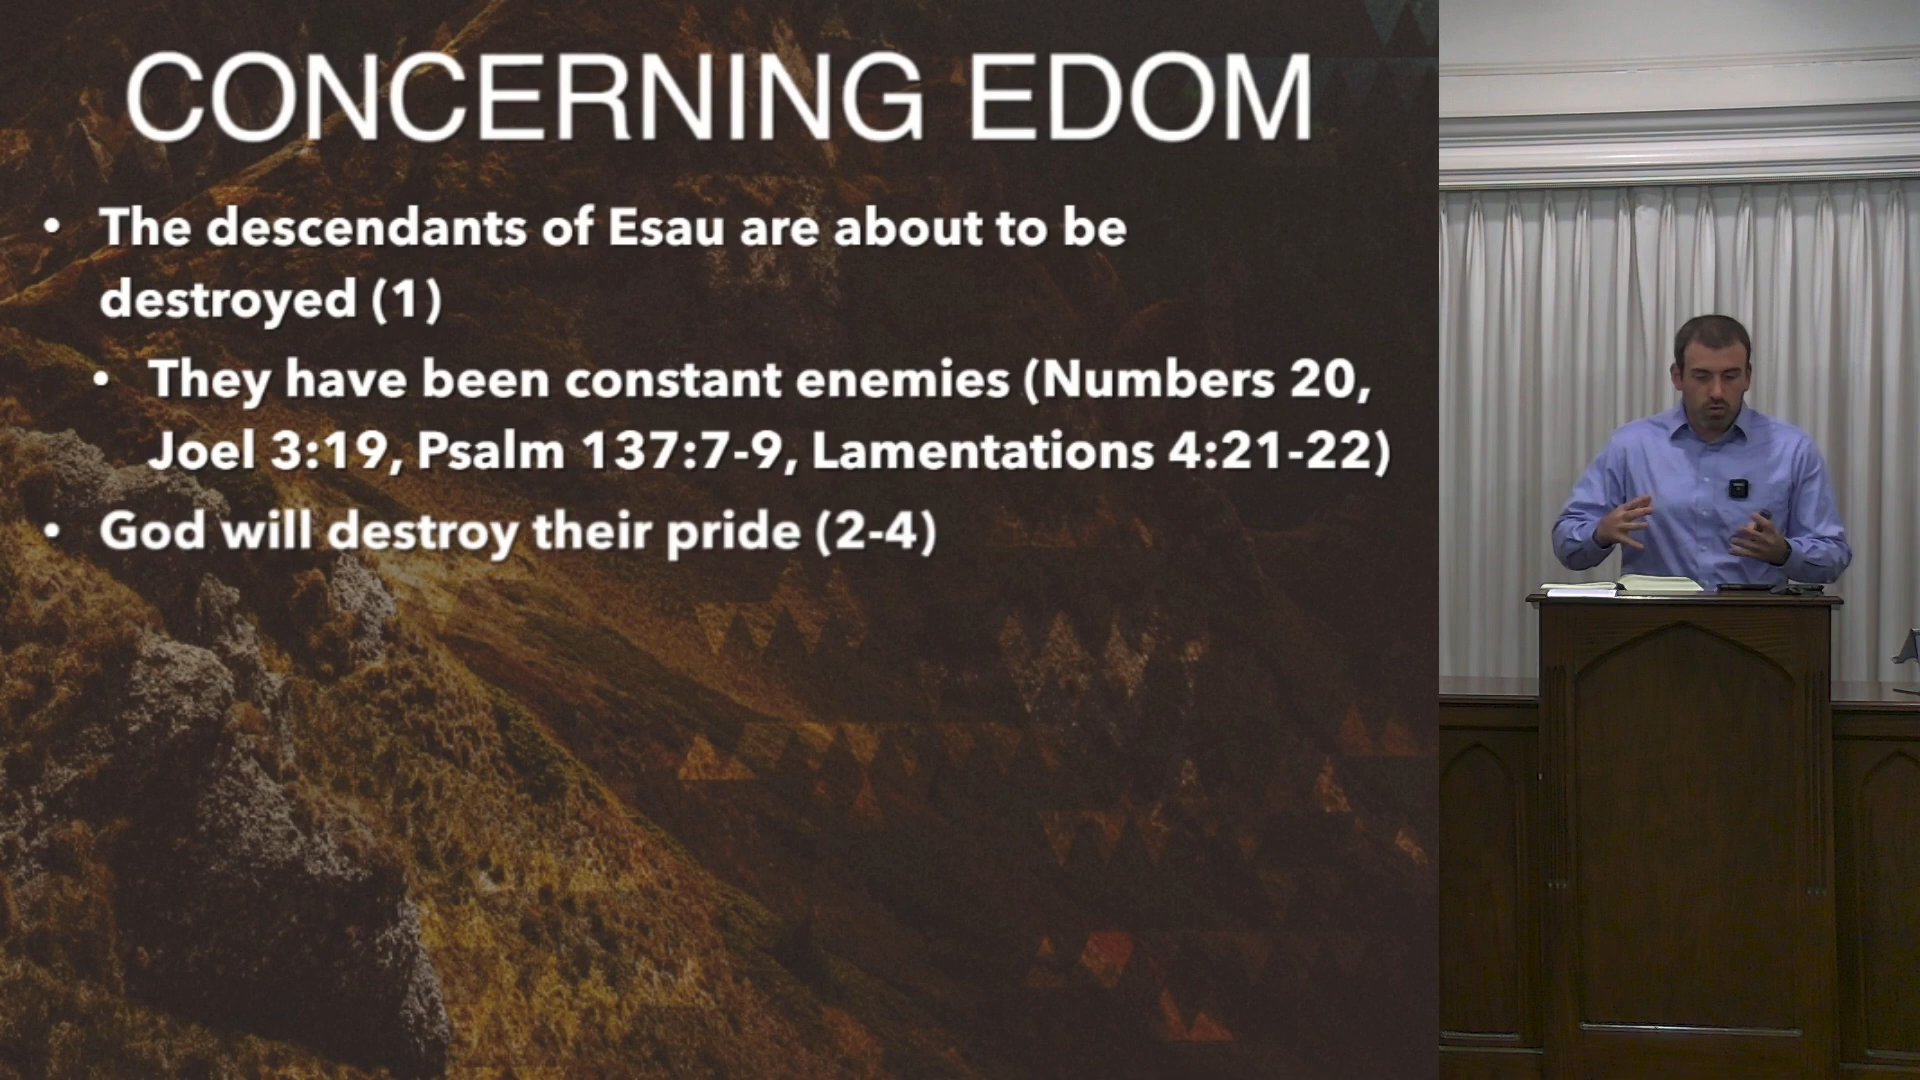 CONCERNING EDOM
• The descendants of Esau are about to be
destroyed (1)
• They have been constant enemies (Numbers 20,
Joel 3:19, Psalm 137:7-9, Lamentations 4:21-22)
• God will destroy their pride (2-4)